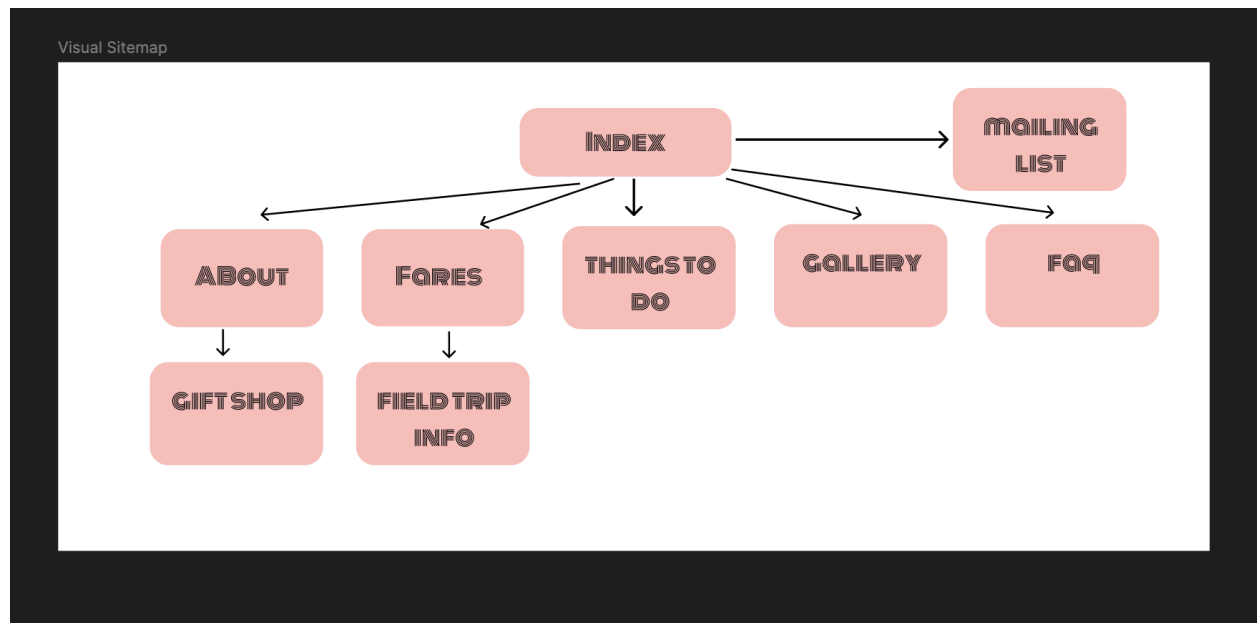 Visual Sitemap
Index
mailing
list
About
Fares
things to
do
gallery
faq
gift shop
field trip
info